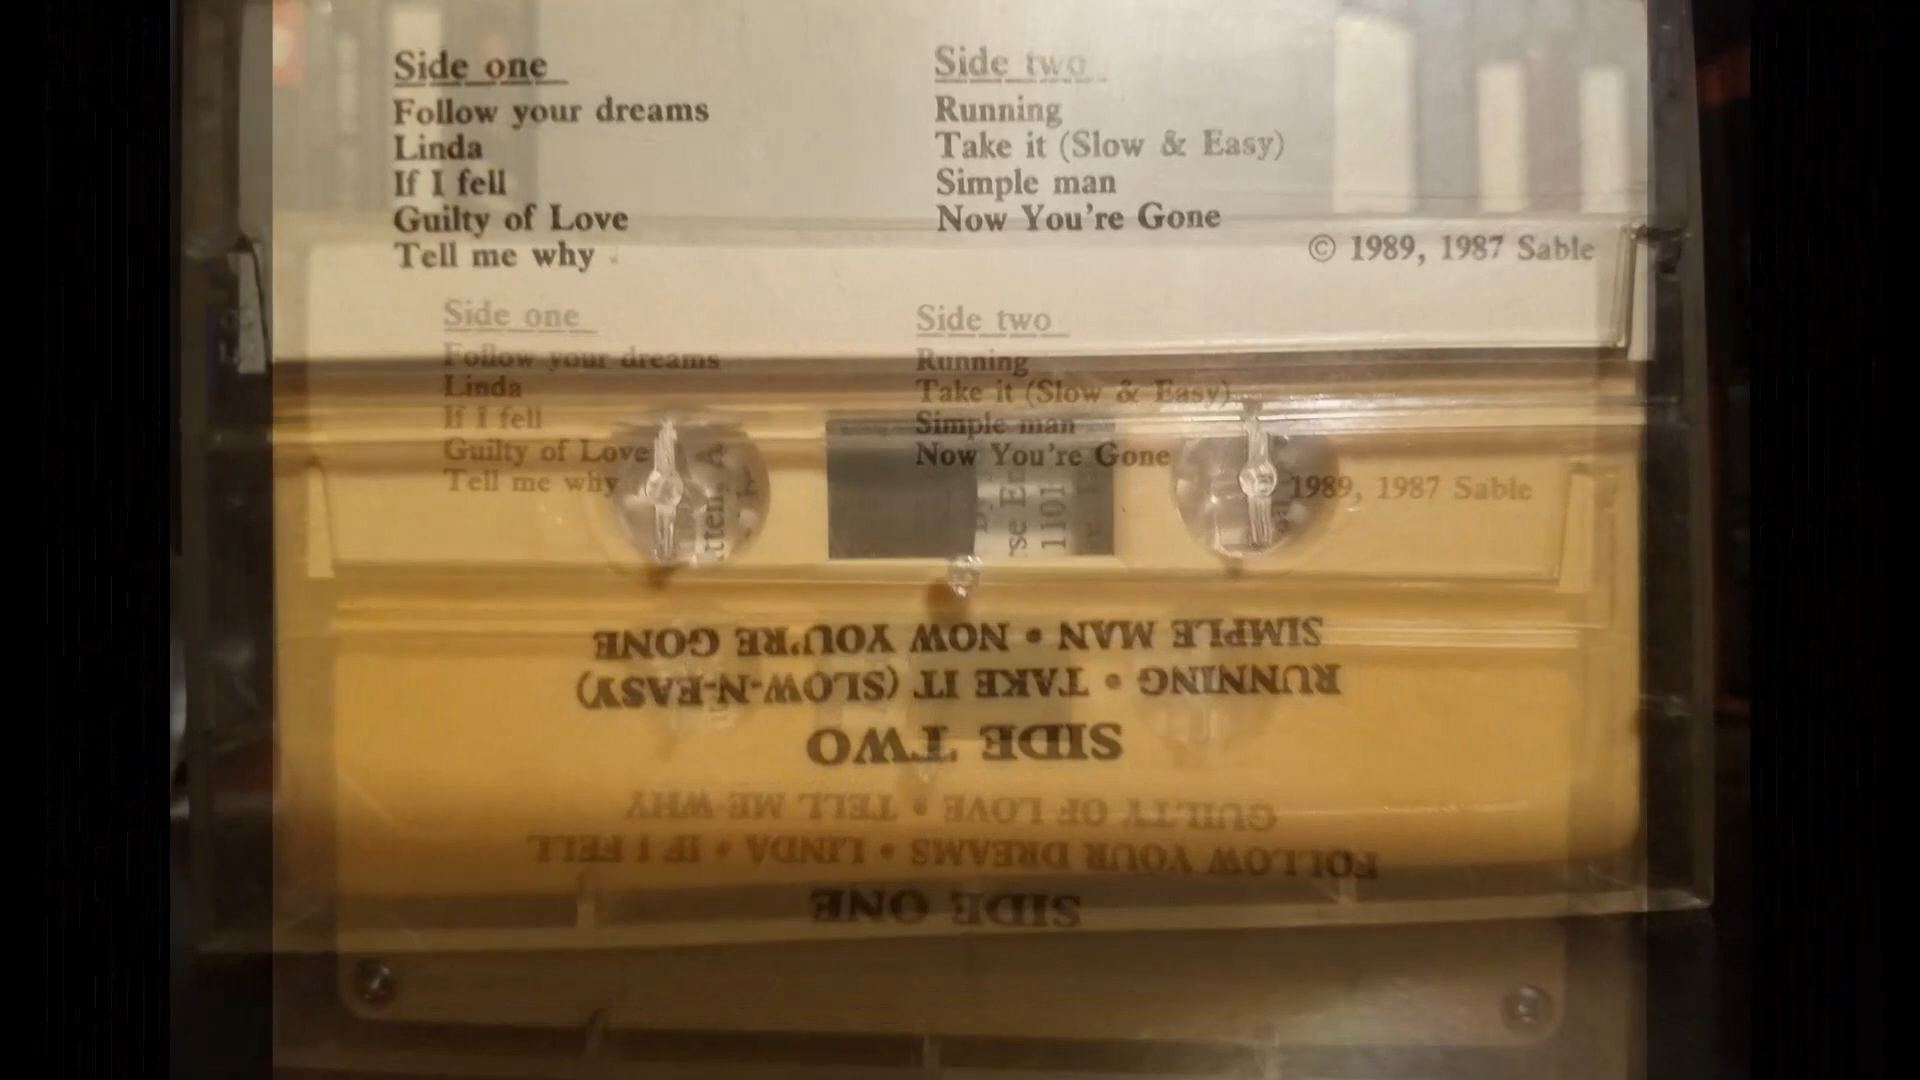 Side one
Follow your dreams
Linda
If I fell
Guilty of Love
Tell me why
Side two
Running
Take it (Slow & Easy)
Simple man
Now You're Gone
© 1989, 1987 Sable
Side one
Follow your dreams
Linda
If I fell
Guilty of Love
Tell me why
Side two
Running
Take it (Slow & Easy)
Simple man
Now You're Gone
1989, 1987 Sable
1101
SIDE ONE
FOLLOW YOUR DREAMS • LINDA • IF I FELL
GUILTY OF LOVE • TELL ME WHY
SIDE TWO
RUNNING • TAKE IT (SLOW-N-EASY)
SIMPLE MAN • NOW YOU'RE GONE